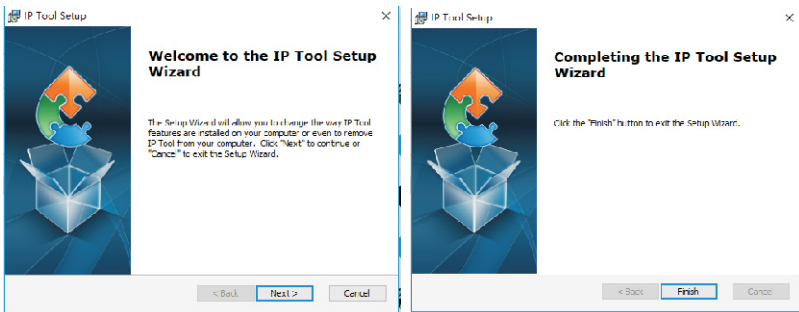 IP Tool Setup
Welcome to the IP Tool Setup
Wizard
The Setup Wizard will allow you to change the way IP Tool
features are installed on your computer or even to remove
IP Tool from your computer. Click "Next" to continue or
"Cancel" to exit the Setup Wizard.
< Back Next > Cancel
IP Tool Setup
Completing the IP Tool Setup
Wizard
Click the "Finish" button to exit the Setup Wizard.
< Back Finish Cancel